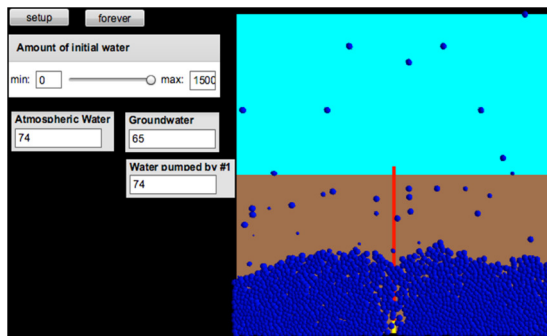 setup forever
Amount of initial water
min: 0 max: 1500
Atmospheric Water
74
Groundwater
65
Water pumped by #1
74